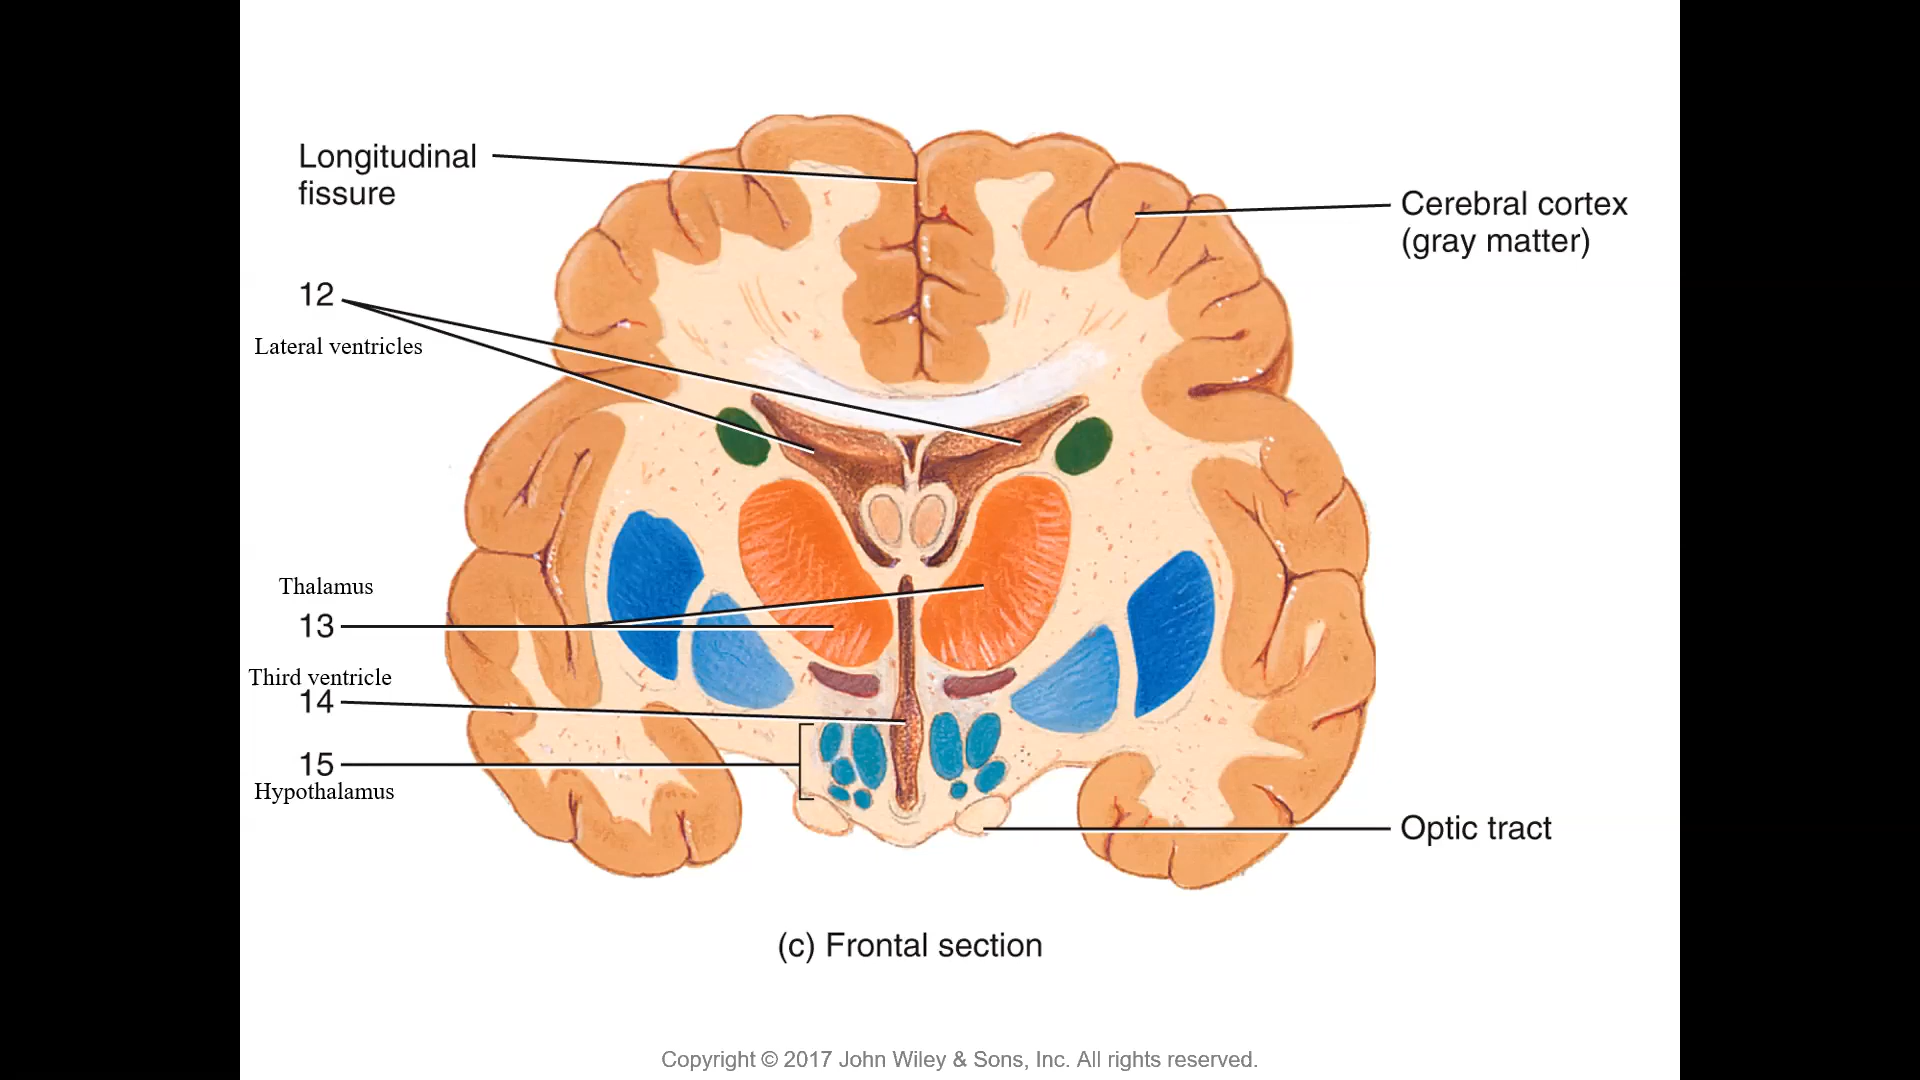 Longitudinal
fissure
Cerebral cortex
(gray matter)
12
Lateral ventricles
Thalamus
13
Third ventricle
14
15
Hypothalamus
Optic tract
(c) Frontal section
Copyright © 2017 John Wiley & Sons, Inc. All rights reserved.